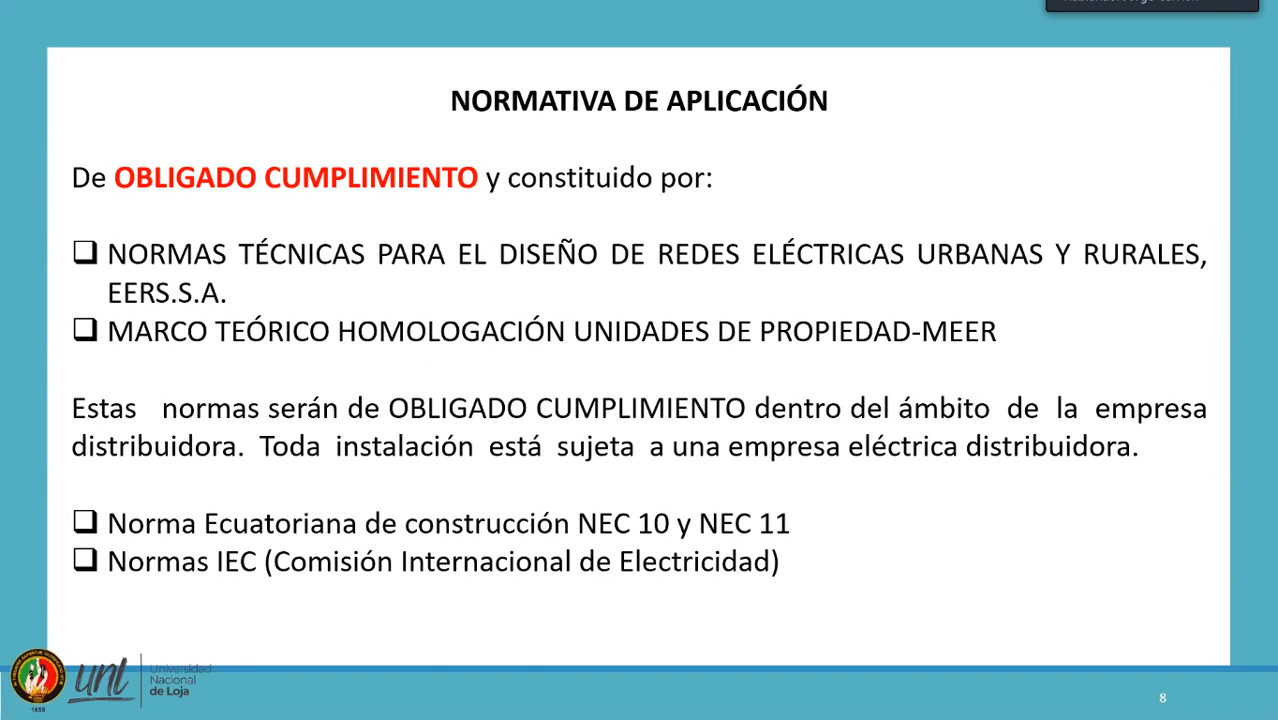 NORMATIVA DE APLICACIÓN
De OBLIGADO CUMPLIMIENTO y constituido por:
NORMAS TÉCNICAS PARA EL DISEÑO DE REDES ELÉCTRICAS URBANAS Y RURALES,
EERS.S.A.
MARCO TEÓRICO HOMOLOGACIÓN UNIDADES DE PROPIEDAD-MEER
Estas normas serán de OBLIGADO CUMPLIMIENTO dentro del ámbito de la empresa
distribuidora. Toda instalación está sujeta a una empresa eléctrica distribuidora.
Norma Ecuatoriana de construcción NEC 10 y NEC 11
Normas IEC (Comisión Internacional de Electricidad)
unl
Universidad
Nacional
de Loja
1859
8